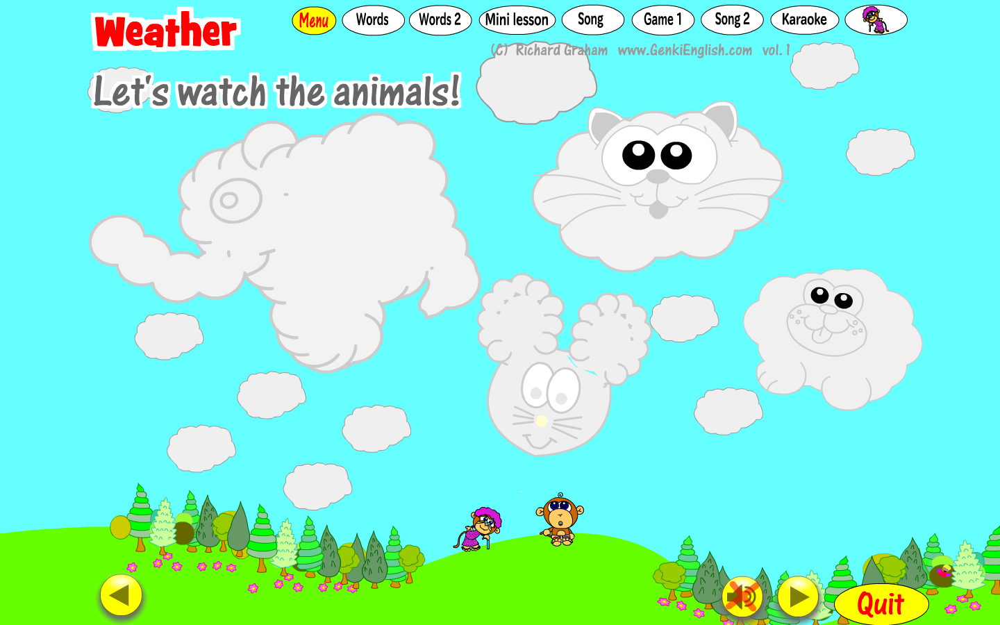 Weather
Menu
Words
Words 2
Mini lesson
Song
Game 1
Song 2
Karaoke
(C) Richard Graham www.GenkiEnglish.com vol. 1
Let's watch the animals!
Quit